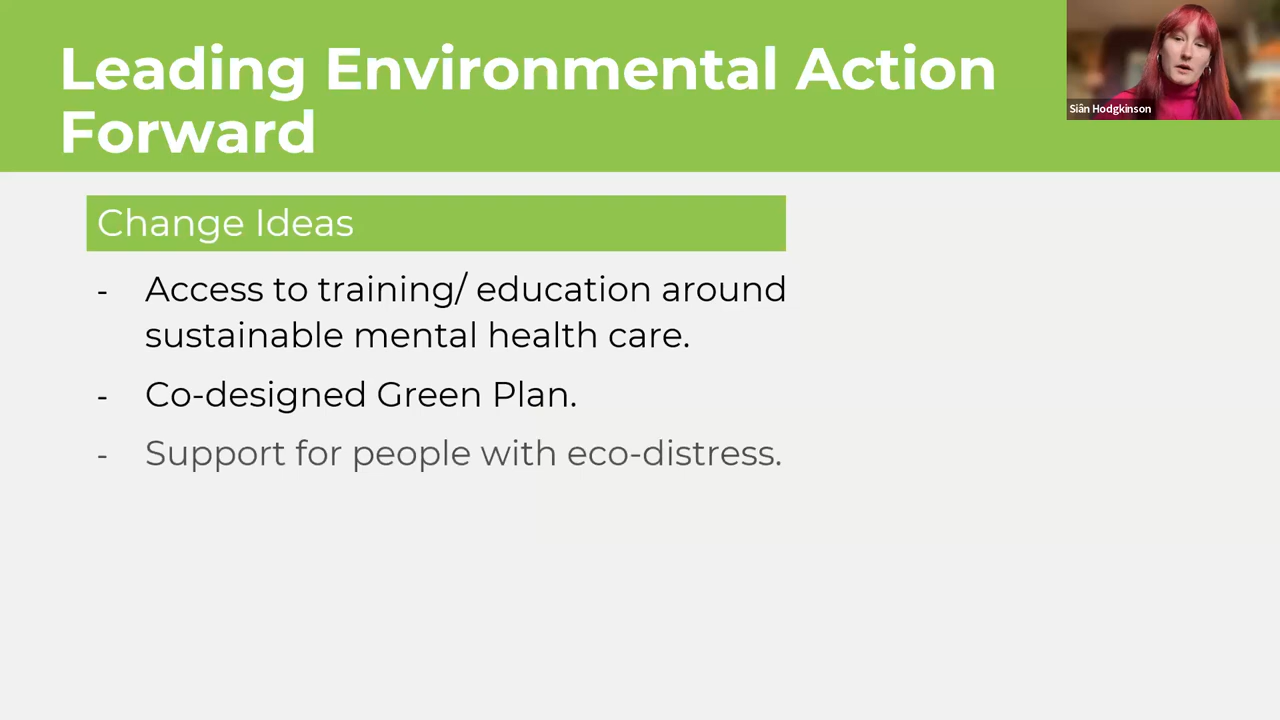 Leading Environmental Action
Forward
Siân Hodgkinson
Change Ideas
- Access to training/ education around
sustainable mental health care.
- Co-designed Green Plan.
- Support for people with eco-distress.